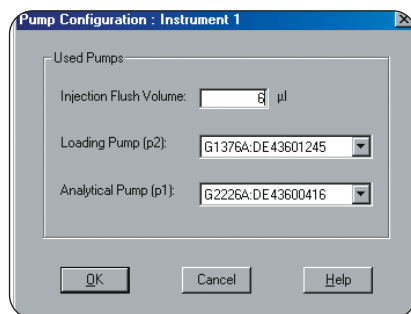 Pump Configuration : Instrument 1
Used Pumps
Injection Flush Volume: 6 µl
Loading Pump (p2): G1376A:DE43601245
Analytical Pump (p1): G2226A:DE43600416
OK Cancel Help